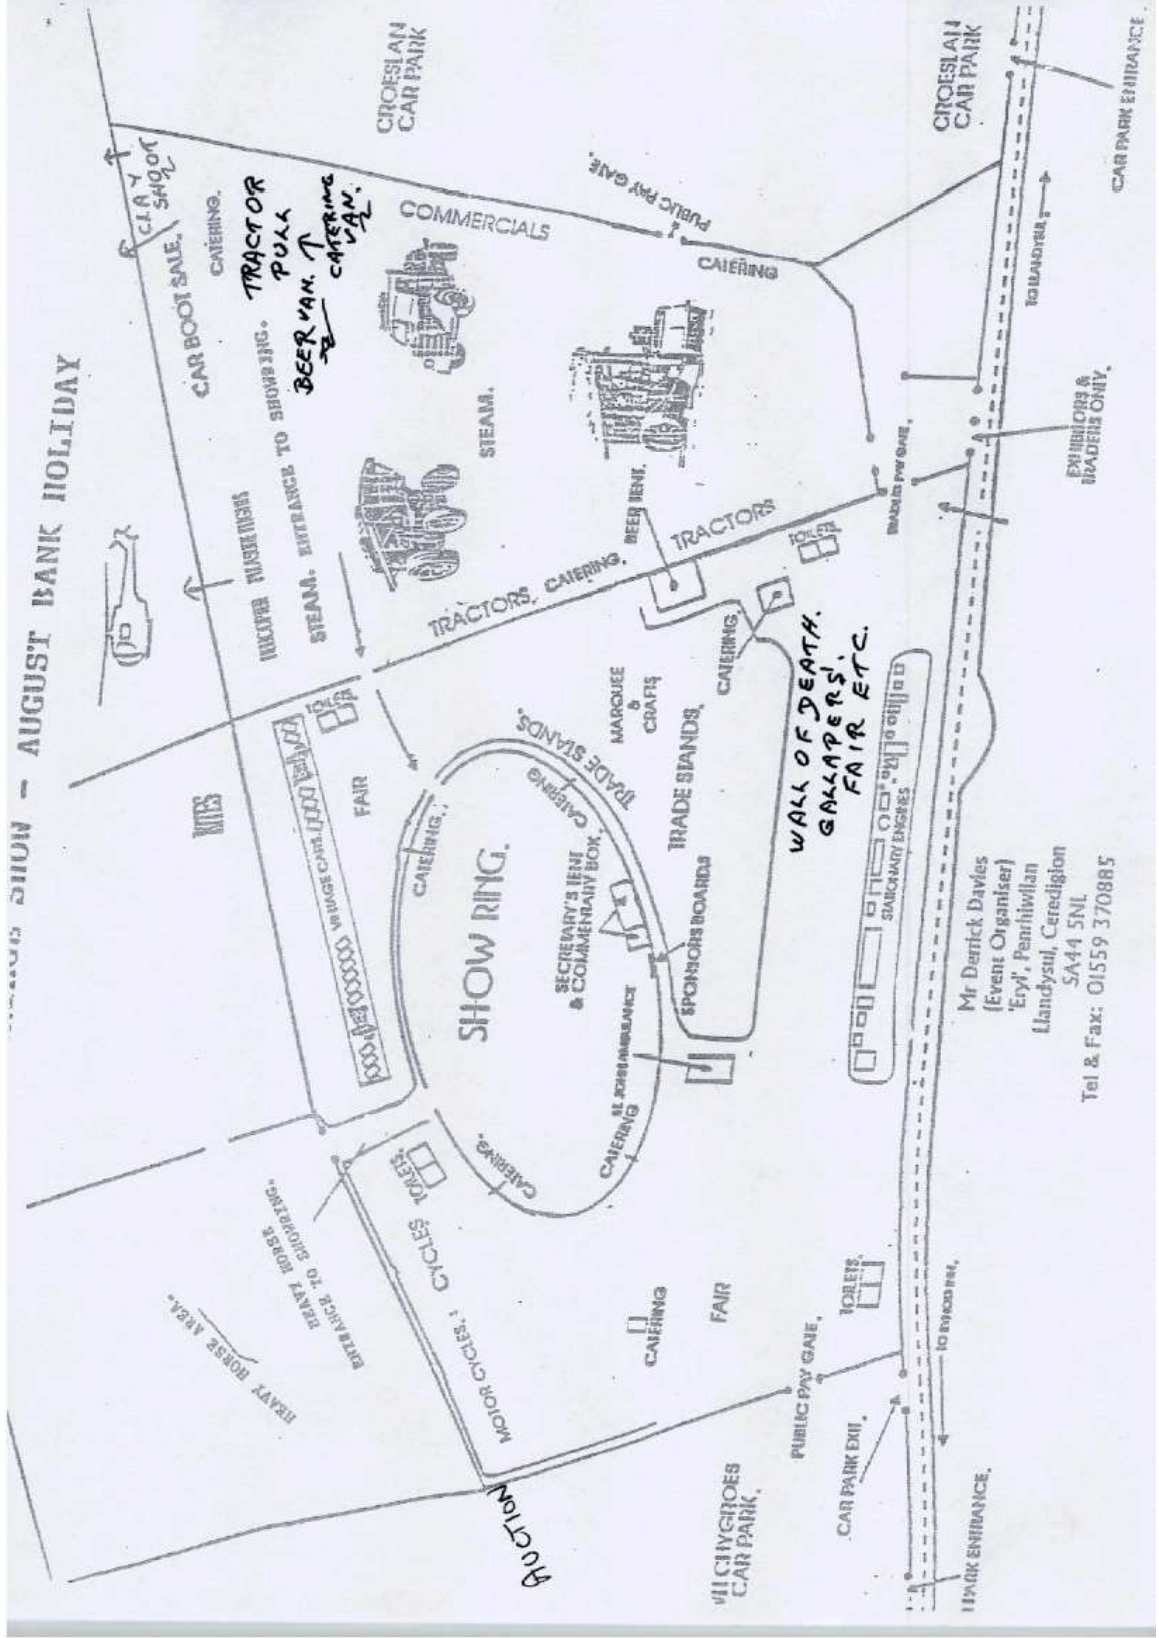 SHOW - AUGUST BANK HOLIDAY
CLAY
SHOOT
CAR BOOT SALE.
CATERING.
TRACTOR
PULL
BEER VAN.
CATERING
VAN.
CROESLAN
CAR PARK
COMMERCIALS
PUBLIC PAY GATE.
CATERING
CROESLAN
CAR PARK
CAR PARK ENTRANCE.
TO LLANDYSUL.
EXHIBITORS &
TRADERS ONLY.
TRADERS PAY GATE.
STEAM. ENTRANCE TO SHOWRING.
STEAM.
BEER TENT.
TRACTORS
TRACTORS, CATERING.
TOILETS
KITES
VINTAGE CARS.
FAIR
CATERING.
SHOW RING.
TRADE STANDS.
CATERING
SECRETARY'S TENT
& COMMENTARY BOX.
MARQUEE
&
CRAFTS
TRADE STANDS.
CATERING.
WALL OF DEATH.
GALLAPERS'.
FAIR ETC.
SPONSORS BOARDS
ST. JOHN AMBULANCE
CATERING
CATERING.
STATIONARY ENGINES.
HEAVY HORSE AREA.
HEAVY HORSE
ENTRANCE TO SHOWRING.
TOILETS.
MOTOR CYCLES. : CYCLES
AUCTION
CATERING
FAIR
TOILETS.
PUBLIC PAY GATE.
CAR PARK EXIT.
CAR PARK.
PARK ENTRANCE.
Mr Derrick Davies
(Event Organiser)
'Eryl', Penrhiwllan
Llandysul, Ceredigion
SA44 5NL
Tel & Fax: 01559 370885